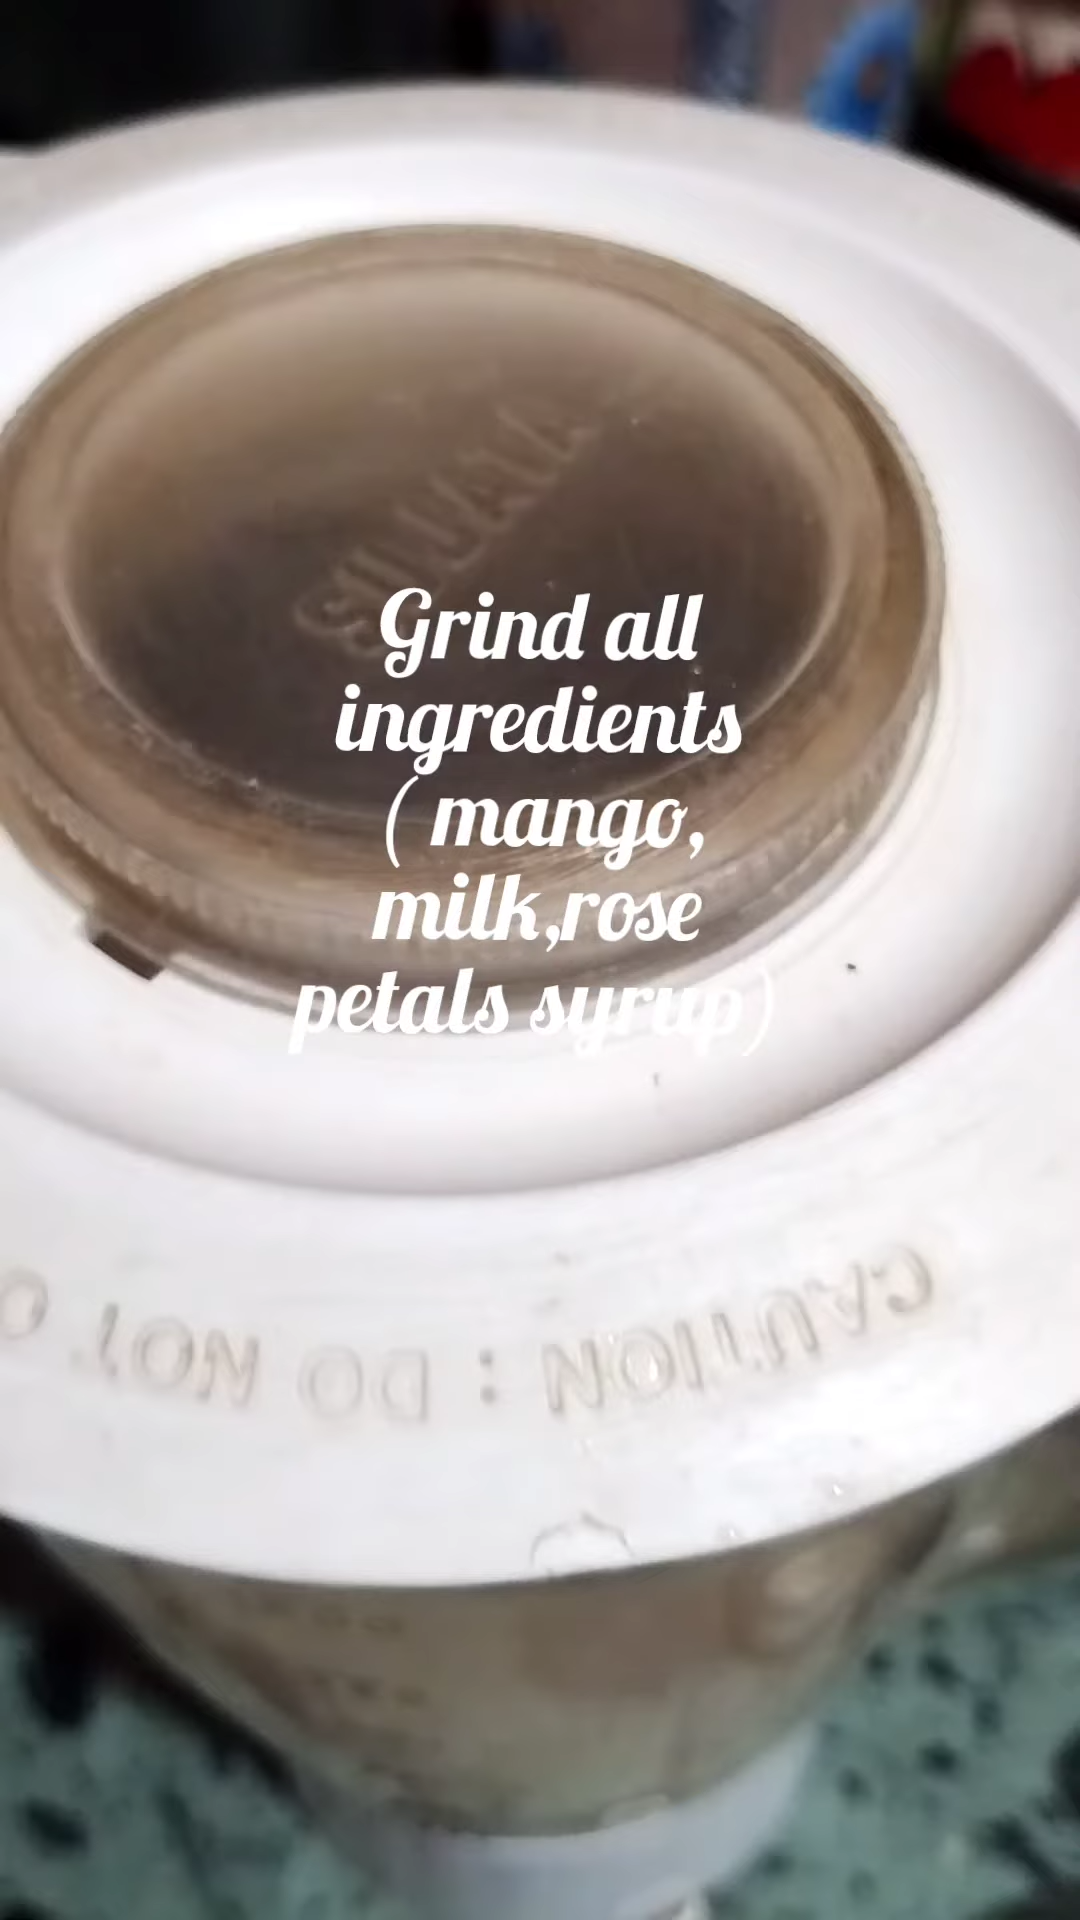 Grind all
ingredients
( mango,
milk,rose
petals syrup)
CAUTION : DO NOT